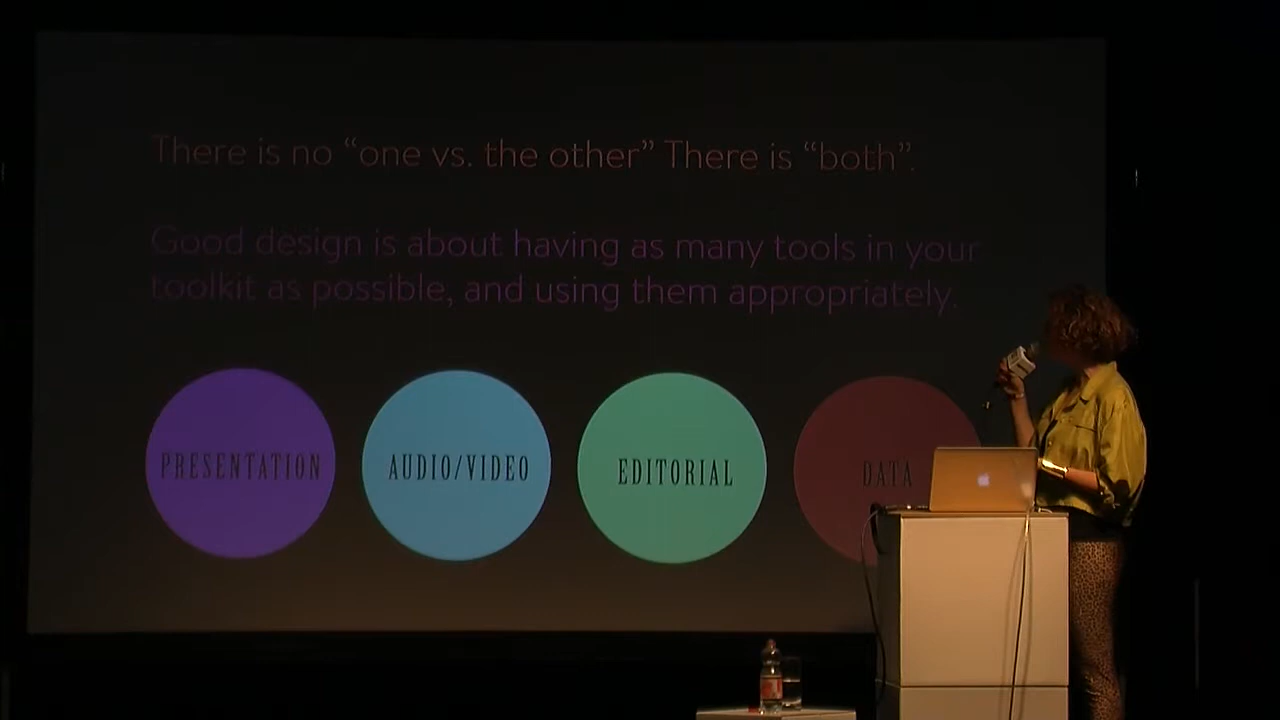 There is no “one vs. the other” There is “both”.
Good design is about having as many tools in your
toolkit as possible, and using them appropriately.
PRESENTATION
AUDIO/VIDEO
EDITORIAL
DATA